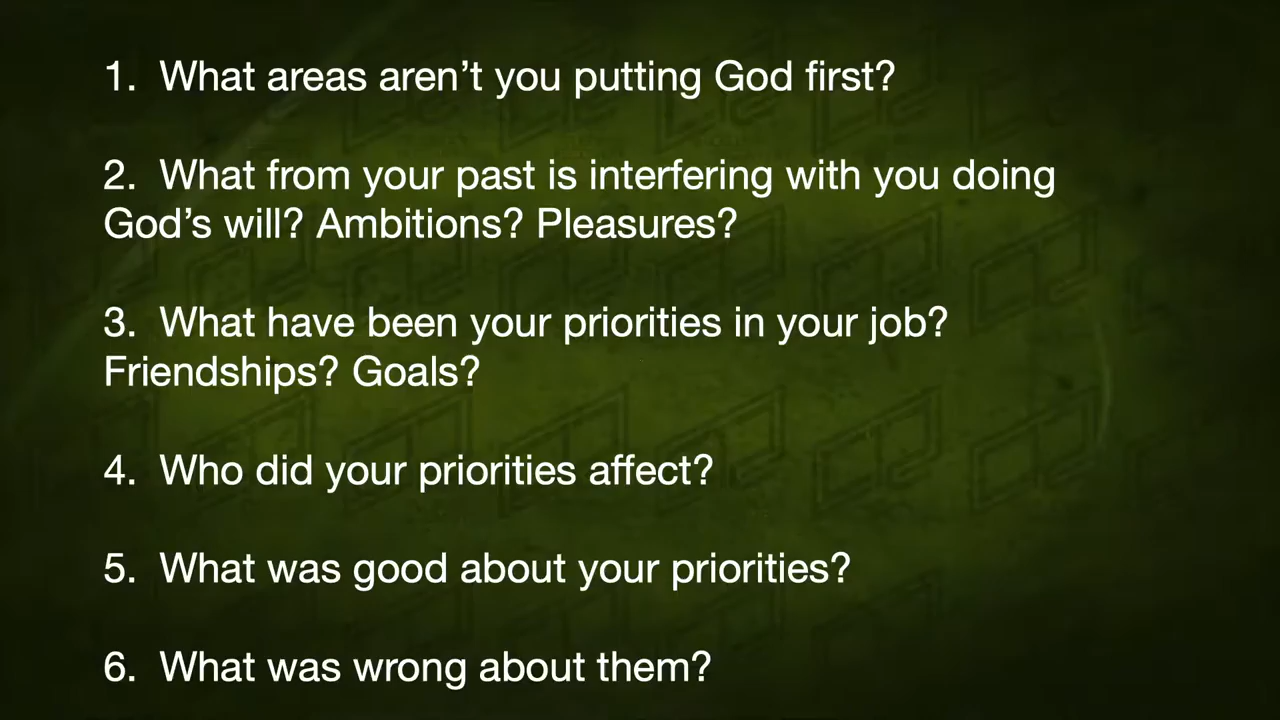 1.  What areas aren’t you putting God first?
2.  What from your past is interfering with you doing
God’s will? Ambitions? Pleasures?
3.  What have been your priorities in your job?
Friendships? Goals?
4.  Who did your priorities affect?
5.  What was good about your priorities?
6.  What was wrong about them?